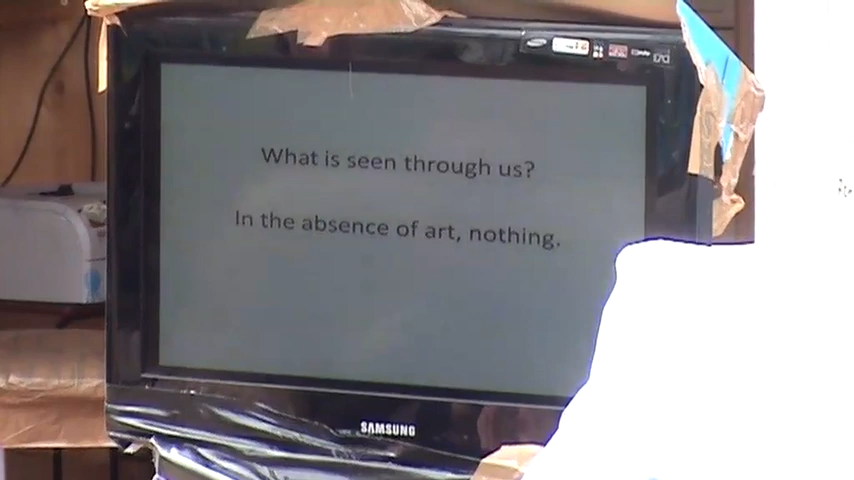 What is seen through us?
In the absence of art, nothing.
SAMSUNG